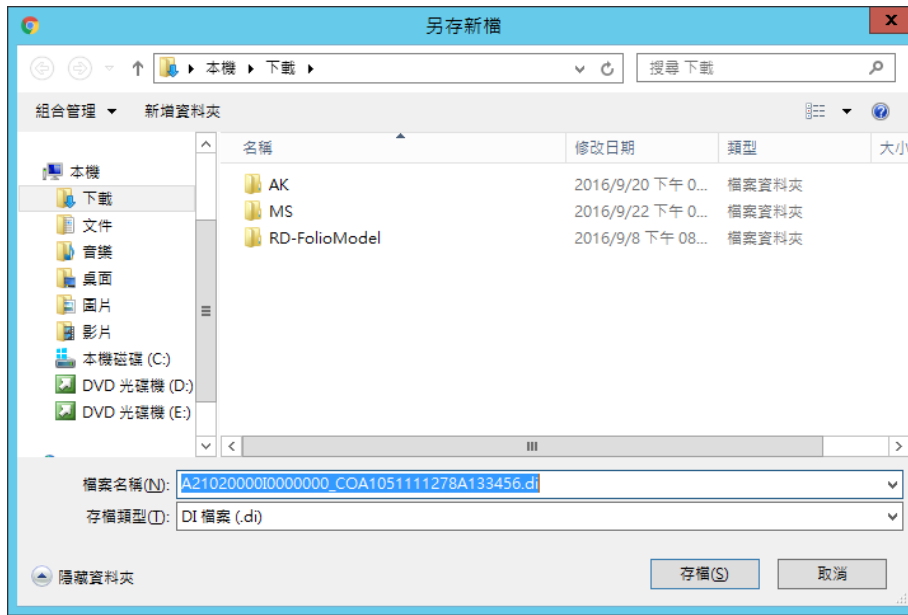 另存新檔
x
本機 下載
搜尋 下載
組合管理 新增資料夾
名稱 修改日期 類型 大小
本機
下載
文件
音樂
桌面
圖片
影片
本機磁碟 (C:)
DVD 光碟機 (D:)
DVD 光碟機 (E:)
AK 2016/9/20 下午 0... 檔案資料夾
MS 2016/9/22 下午 0... 檔案資料夾
RD-FolioModel 2016/9/8 下午 08... 檔案資料夾
檔案名稱(N): A21020000I0000000_COA1051111278A133456.di
存檔類型(T): DI 檔案 (.di)
隱藏資料夾 存檔(S) 取消